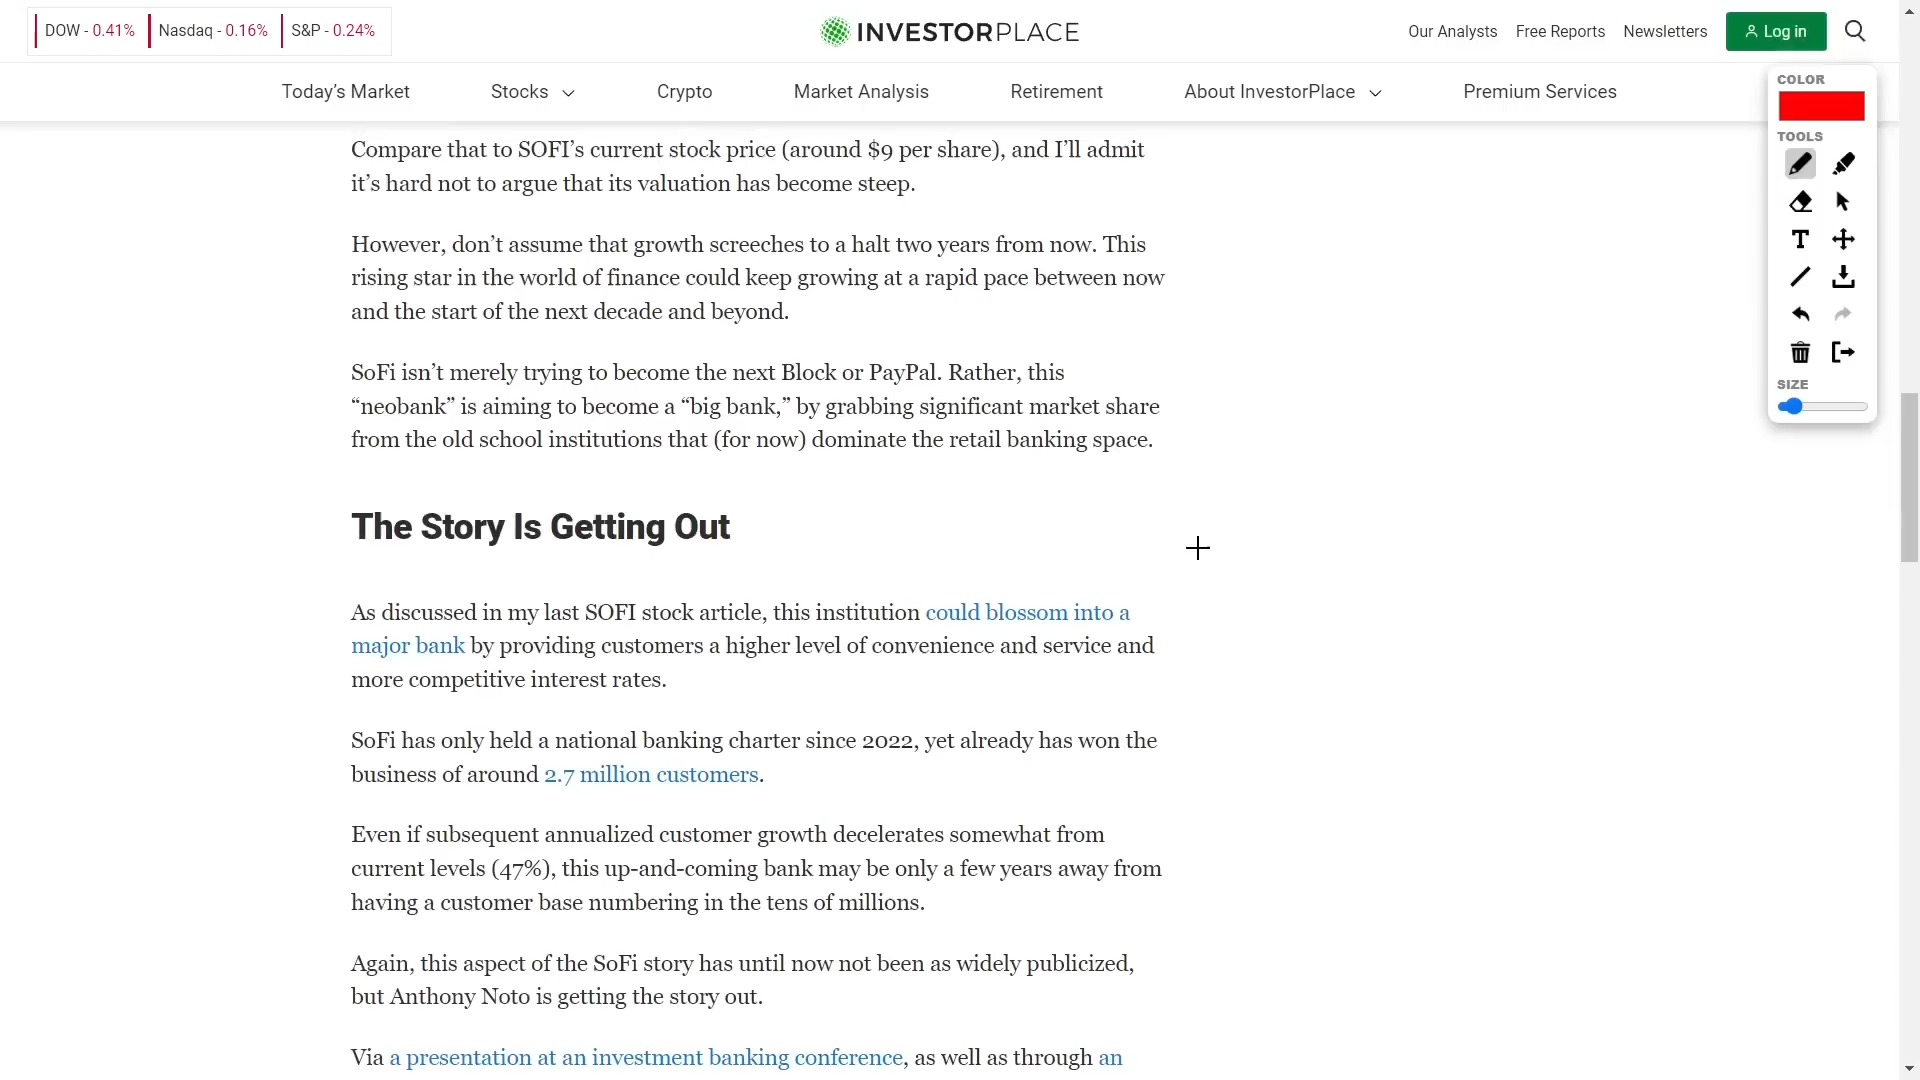 DOW - 0.41% Nasdaq - 0.16% S&P - 0.24%
INVESTORPLACE
Our Analysts Free Reports Newsletters Log in
Today’s Market Stocks Crypto Market Analysis Retirement About InvestorPlace Premium Services
COLOR
TOOLS
SIZE
Compare that to SOFI’s current stock price (around $9 per share), and I’ll admit
it’s hard not to argue that its valuation has become steep.
However, don’t assume that growth screeches to a halt two years from now. This
rising star in the world of finance could keep growing at a rapid pace between now
and the start of the next decade and beyond.
SoFi isn’t merely trying to become the next Block or PayPal. Rather, this
“neobank” is aiming to become a “big bank,” by grabbing significant market share
from the old school institutions that (for now) dominate the retail banking space.
The Story Is Getting Out
As discussed in my last SOFI stock article, this institution could blossom into a
major bank by providing customers a higher level of convenience and service and
more competitive interest rates.
SoFi has only held a national banking charter since 2022, yet already has won the
business of around 2.7 million customers.
Even if subsequent annualized customer growth decelerates somewhat from
current levels (47%), this up-and-coming bank may be only a few years away from
having a customer base numbering in the tens of millions.
Again, this aspect of the SoFi story has until now not been as widely publicized,
but Anthony Noto is getting the story out.
Via a presentation at an investment banking conference, as well as through an